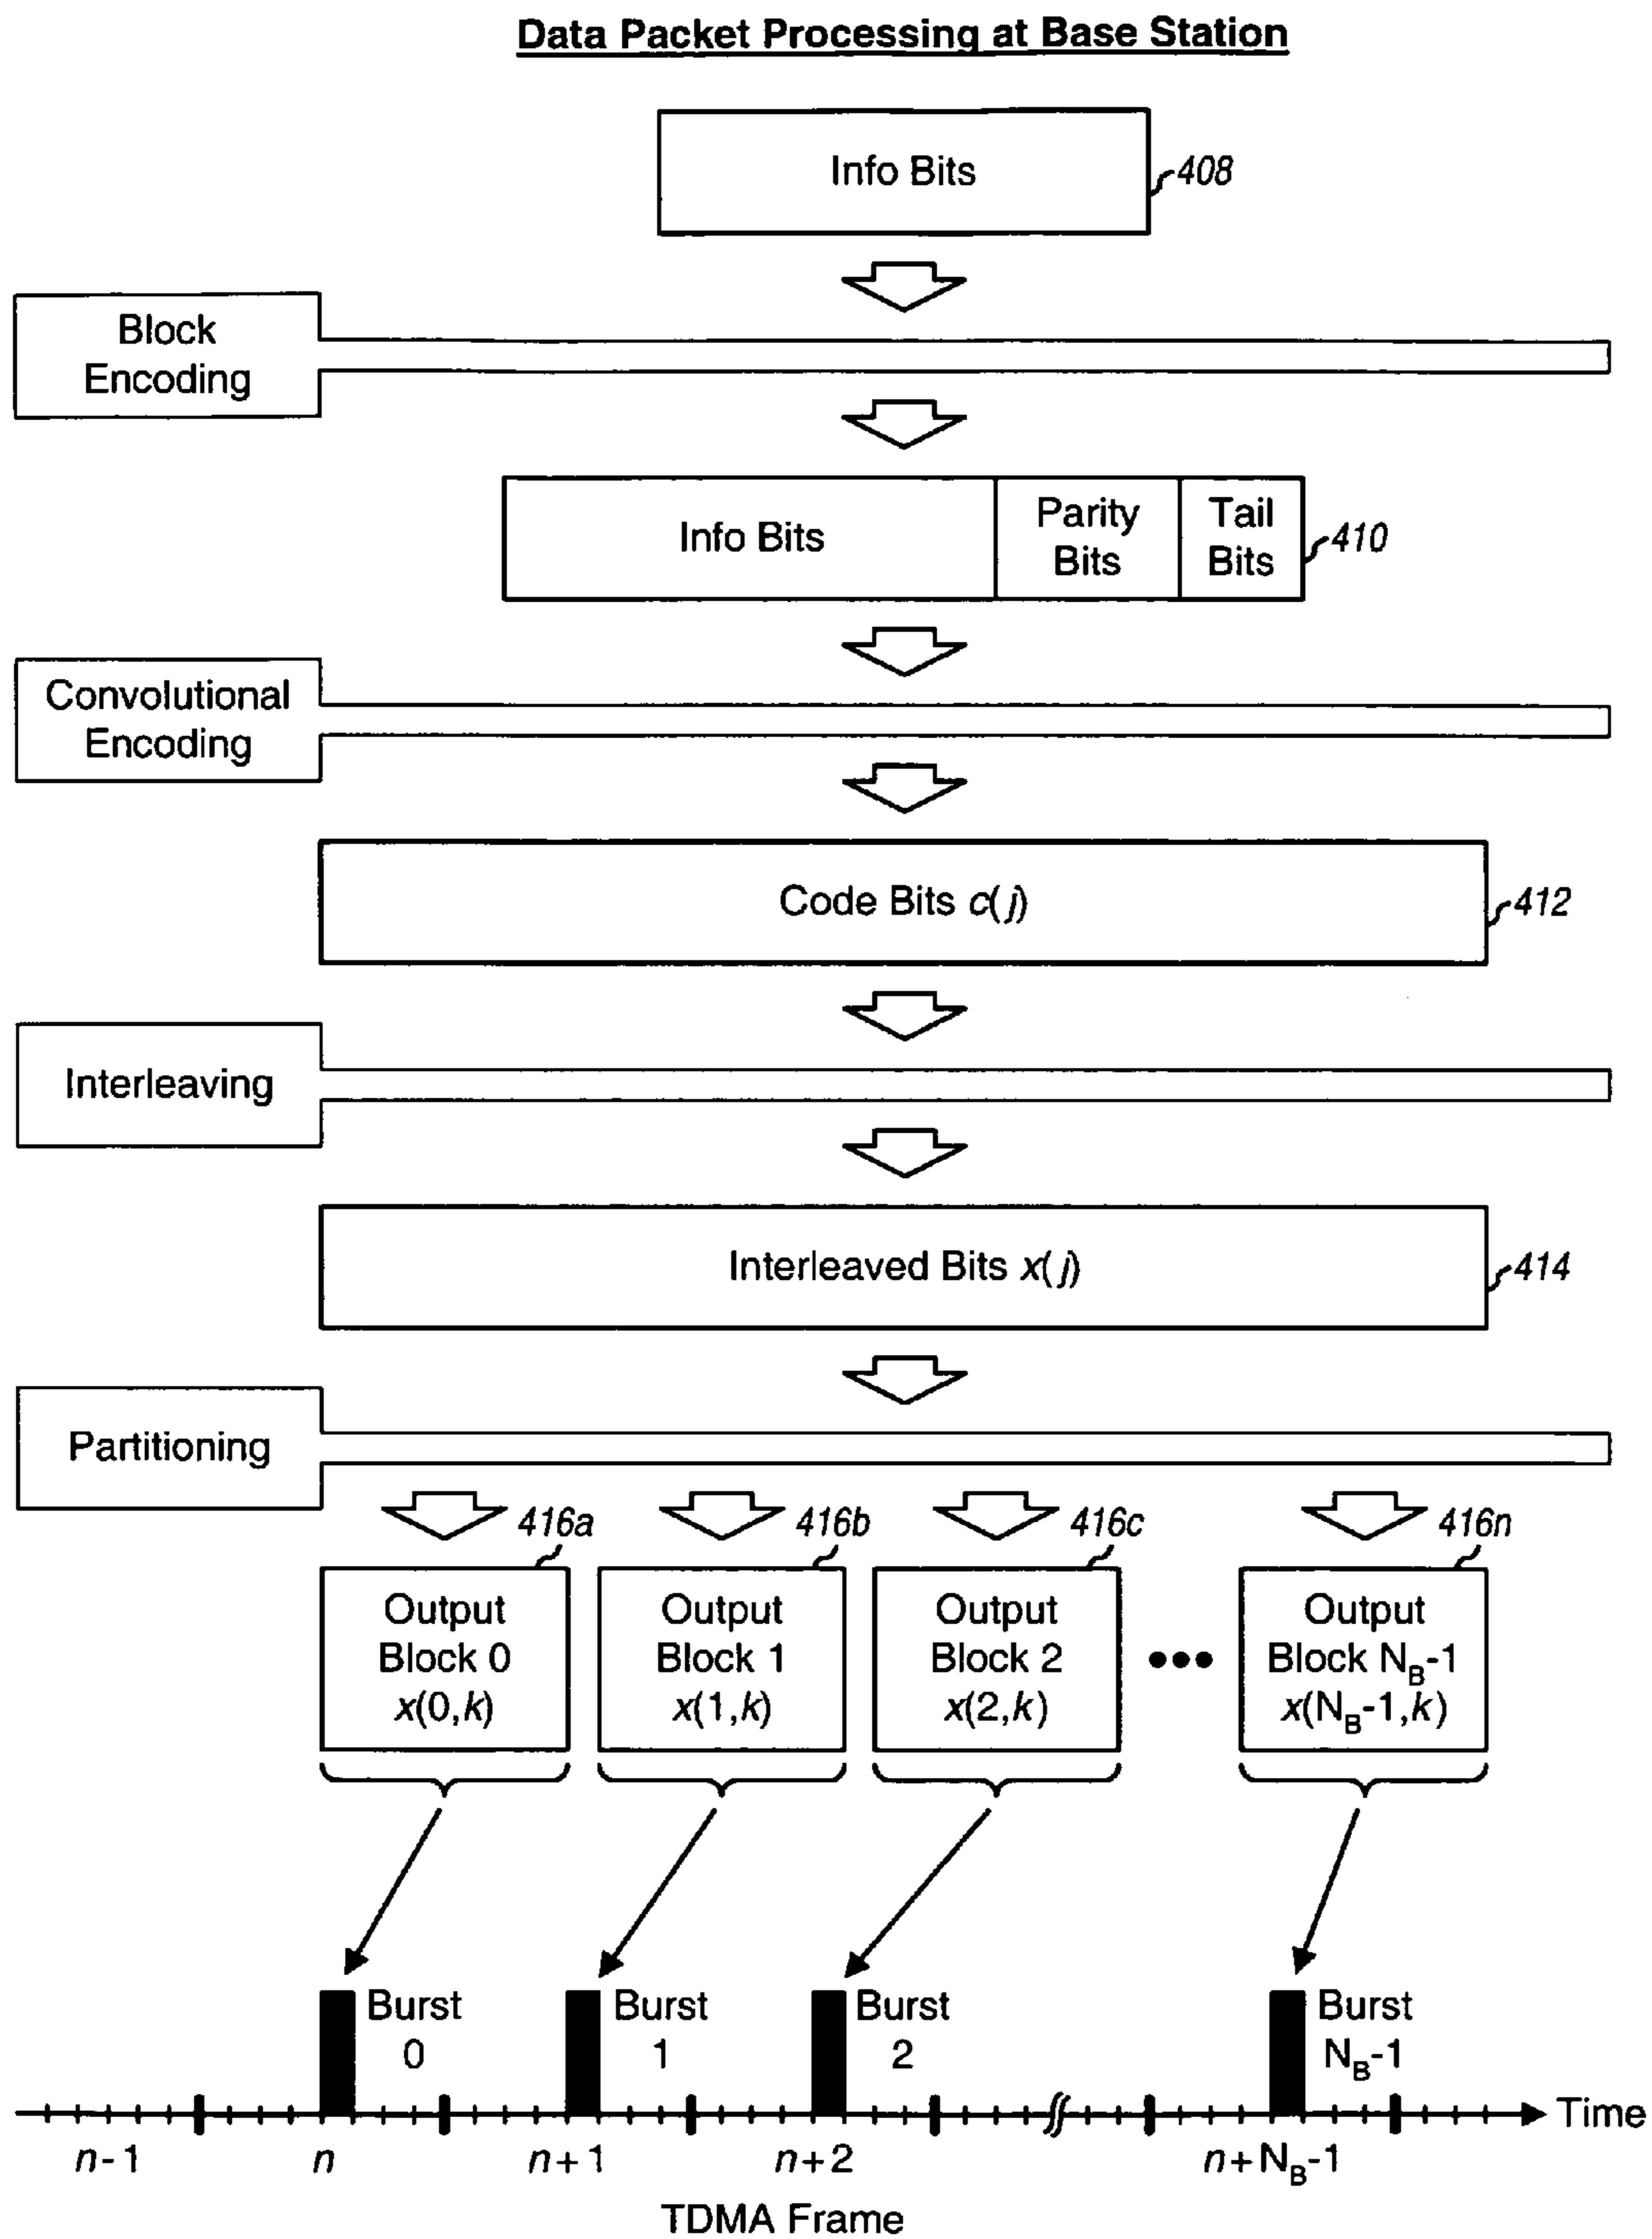 Data Packet Processing at Base Station
Info Bits
408
Block
Encoding
Info Bits
Parity
Bits
Tail
Bits
410
Convolutional
Encoding
Code Bits c(j)
412
Interleaving
Interleaved Bits x(j)
414
Partitioning
416a
416b
416c
416n
Output
Block 0
x(0,k)
Output
Block 1
x(1,k)
Output
Block 2
x(2,k)
•••
Output
Block N_B-1
x(N_B-1,k)
Burst
0
Burst
1
Burst
2
Burst
N_B-1
Time
n-1
n
n+1
n+2
n+N_B-1
TDMA Frame